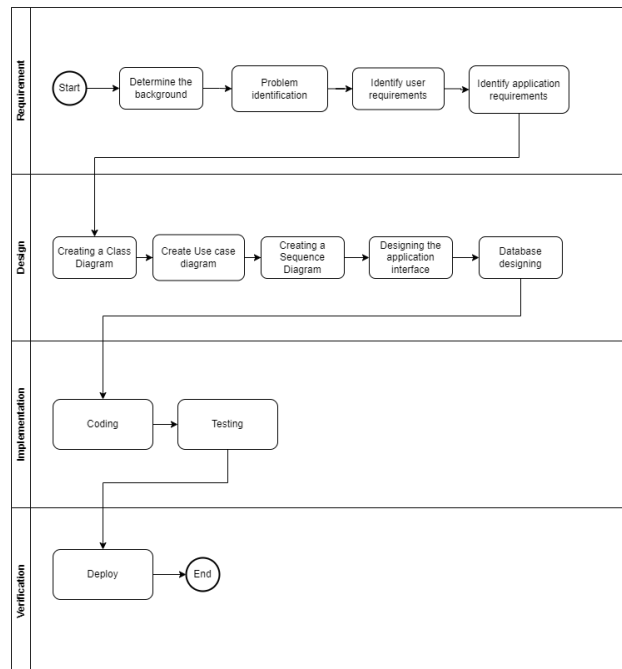 Requirement
Start
Determine the
background
Problem
identification
Identify user
requirements
Identify application
requirements
Design
Creating a Class
Diagram
Create Use case
diagram
Creating a
Sequence
Diagram
Designing the
application
interface
Database
designing
Implementation
Coding
Testing
Verification
Deploy
End